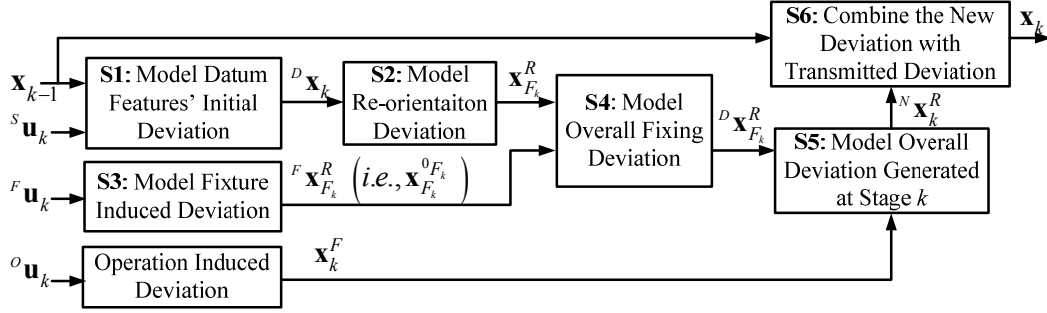 x_{k-1}
^S u_k
S1: Model Datum
Features' Initial
Deviation
^D x_k
S2: Model
Re-orientaiton
Deviation
x^R_{F_k}
^F u_k
S3: Model Fixture
Induced Deviation
^F x^R_{F_k} (i.e., x^{0F_k}_{F_k})
S4: Model
Overall Fixing
Deviation
^D x^R_{F_k}
^O u_k
Operation Induced
Deviation
x^F_k
S5: Model Overall
Deviation Generated
at Stage k
^N x^R_k
S6: Combine the New
Deviation with
Transmitted Deviation
x_k